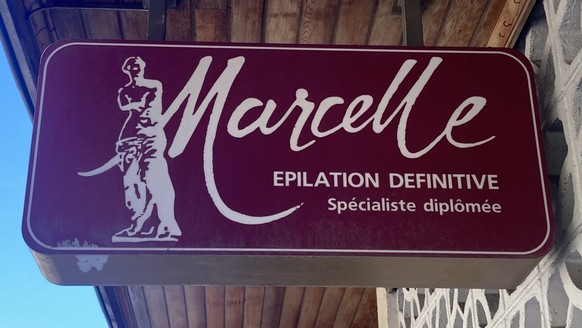 Marcelle
EPILATION DEFINITIVE
Spécialiste diplômée